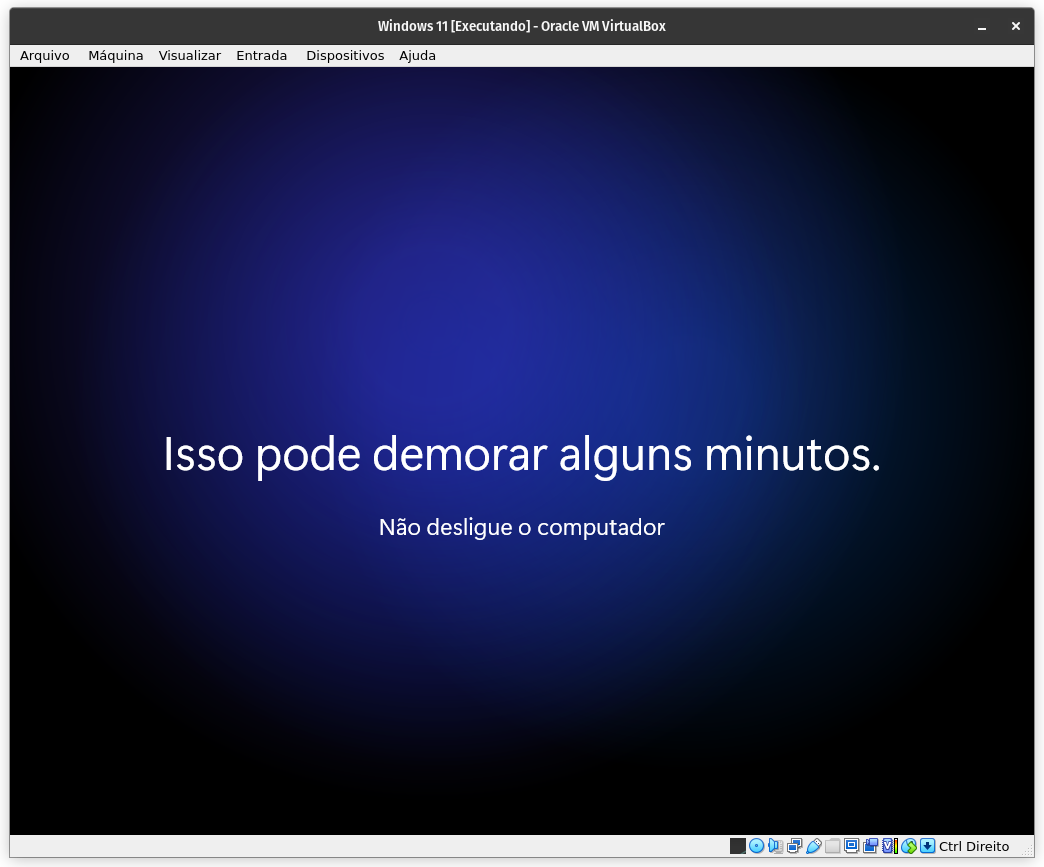 Windows 11 [Executando] - Oracle VM VirtualBox
Arquivo Máquina Visualizar Entrada Dispositivos Ajuda
Isso pode demorar alguns minutos.
Não desligue o computador
Ctrl Direito